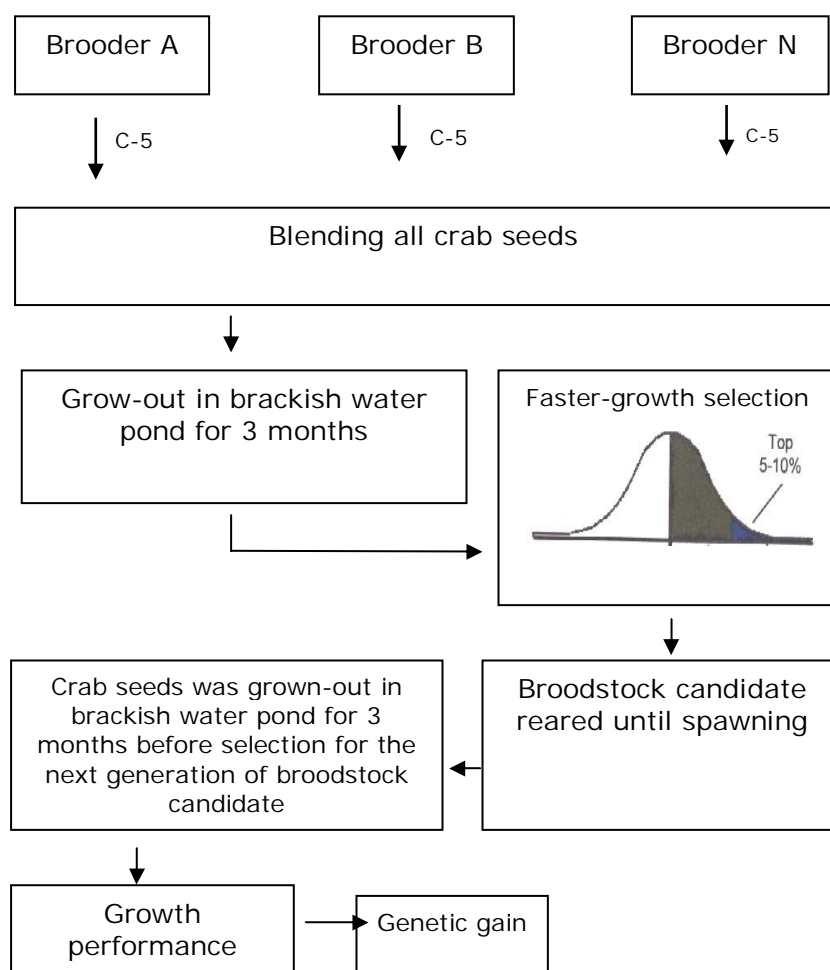 Brooder A
Brooder B
Brooder N
C-5
C-5
C-5
Blending all crab seeds
Grow-out in brackish water
pond for 3 months
Faster-growth selection
Top
5-10%
Crab seeds was grown-out in
brackish water pond for 3
months before selection for the
next generation of broodstock
candidate
Broodstock candidate
reared until spawning
Growth
performance
Genetic gain